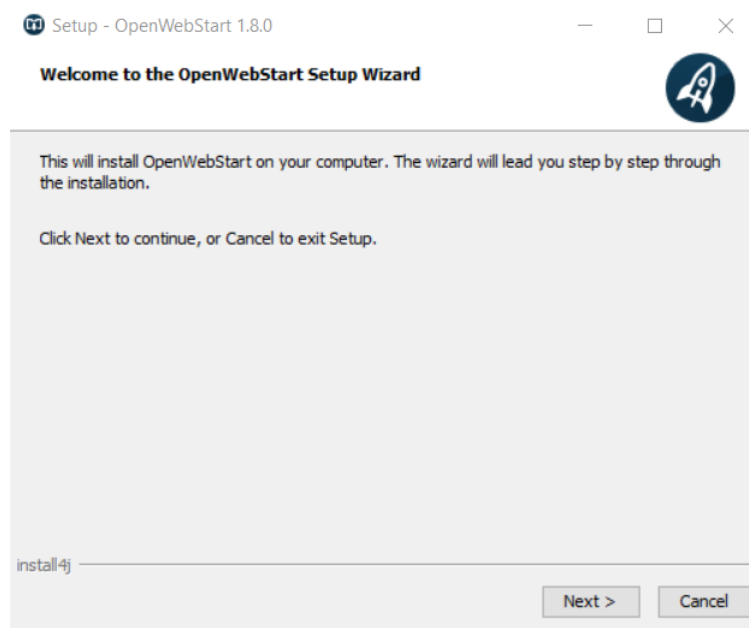 Setup - OpenWebStart 1.8.0
Welcome to the OpenWebStart Setup Wizard
This will install OpenWebStart on your computer. The wizard will lead you step by step through
the installation.
Click Next to continue, or Cancel to exit Setup.
install4j
Next > Cancel